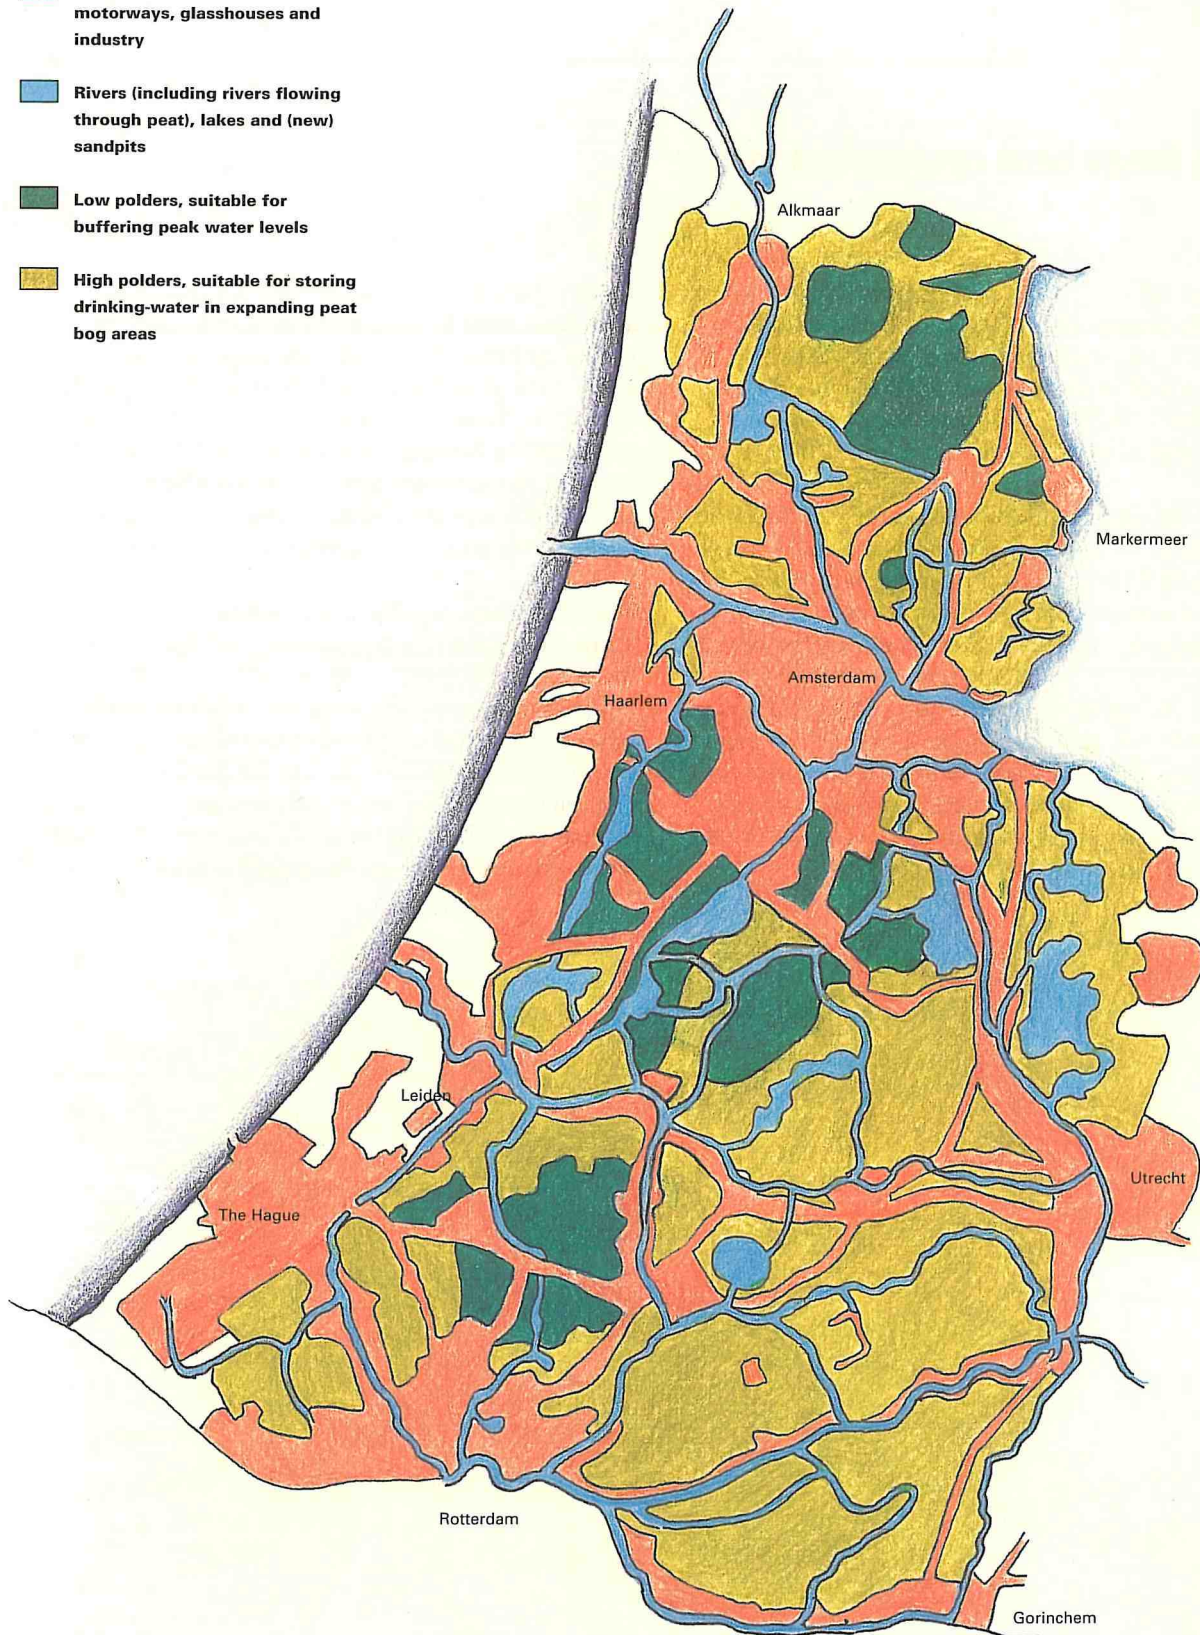 motorways, glasshouses and
industry
Rivers (including rivers flowing
through peat), lakes and (new)
sandpits
Low polders, suitable for
buffering peak water levels
High polders, suitable for storing
drinking-water in expanding peat
bog areas
Alkmaar
Markermeer
Amsterdam
Haarlem
Leiden
Utrecht
The Hague
Rotterdam
Gorinchem